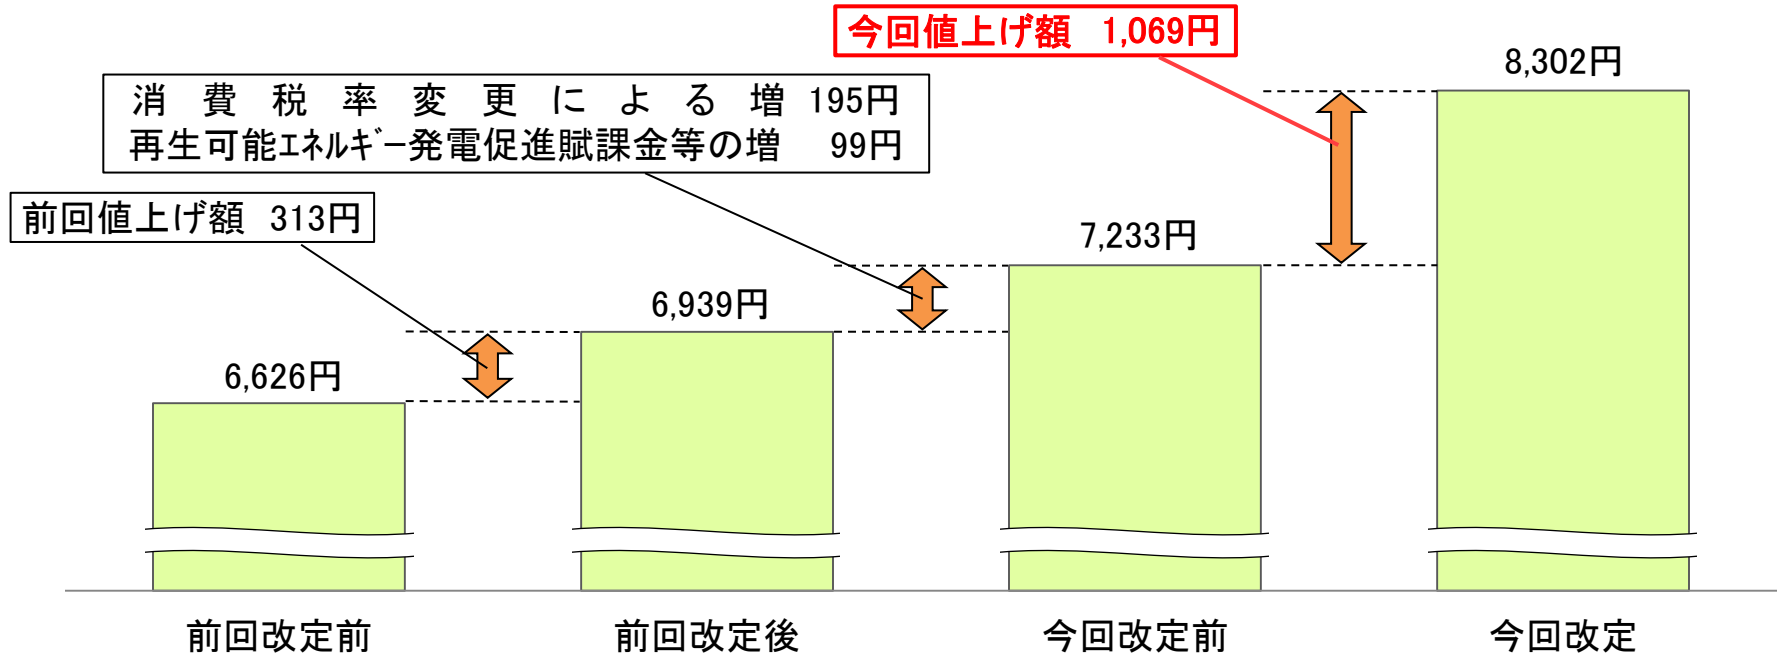 今回値上げ額　1,069円
8,302円
消費税率変更による増 195円
再生可能ｴﾈﾙｷﾞｰ発電促進賦課金等の増　99円
前回値上げ額　313円
7,233円
6,939円
6,626円
前回改定前　前回改定後　今回改定前　今回改定